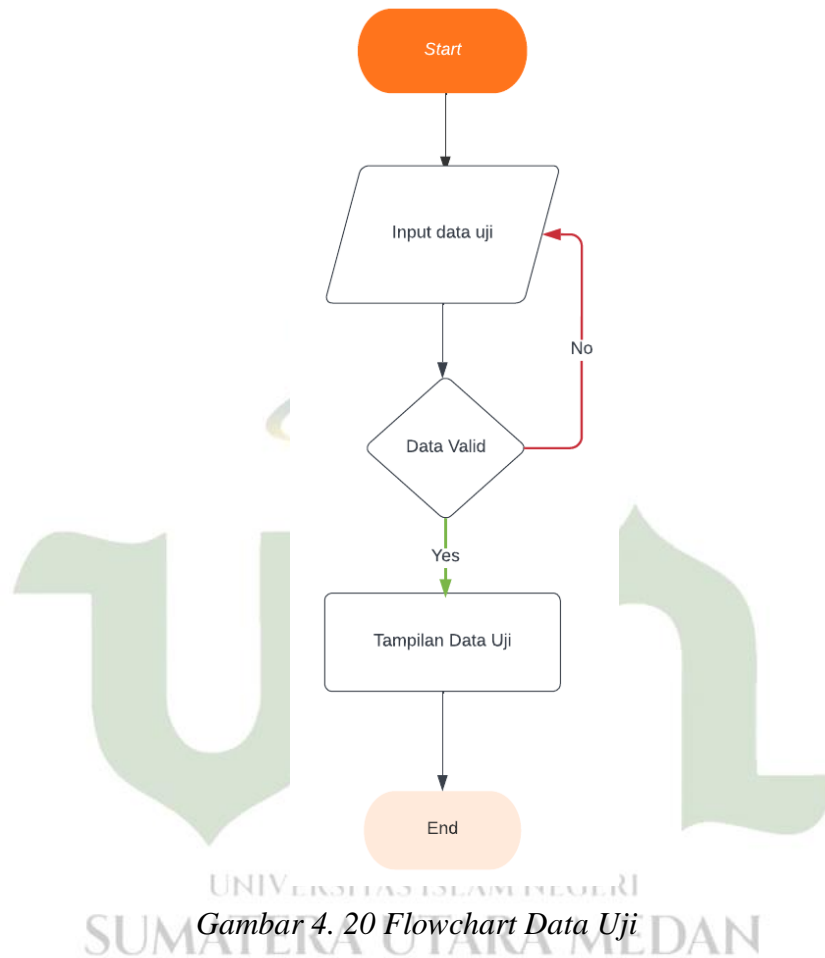 Start
Input data uji
No
Data Valid
Yes
Tampilan Data Uji
End
UNIVERSITAS ISLAM NEGERI
Gambar 4. 20 Flowchart Data Uji
SUMATERA UTARA MEDAN